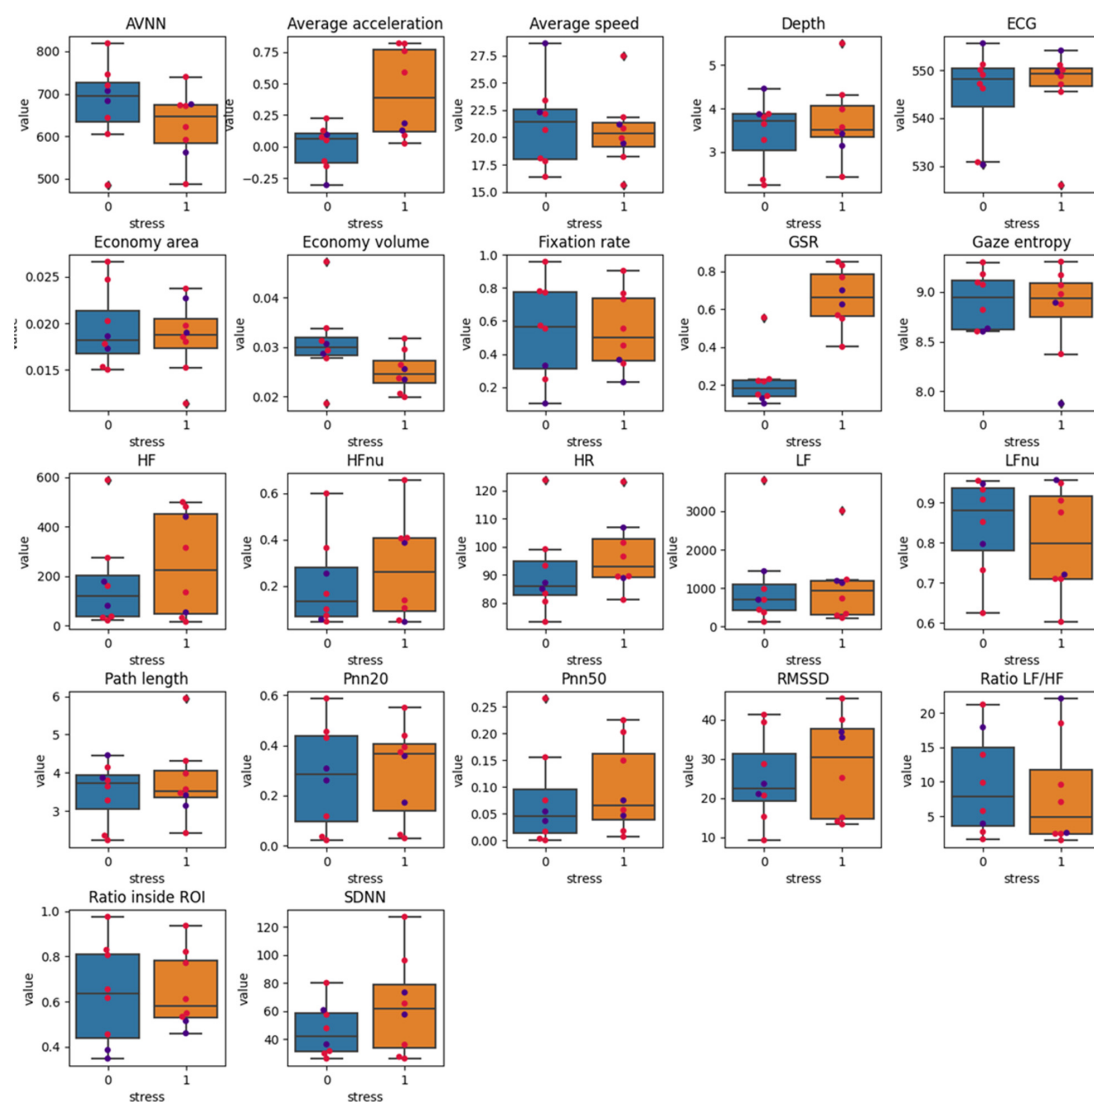 AVNN
Average acceleration
Average speed
Depth
ECG
value
800
700
600
500
0
1
stress
value
0.75
0.50
0.25
0.00
−0.25
0
1
stress
value
27.5
25.0
22.5
20.0
17.5
15.0
0
1
stress
value
5
4
3
0
1
stress
value
550
540
530
0
1
stress
Economy area
Economy volume
Fixation rate
GSR
Gaze entropy
0.025
0.020
0.015
0
1
stress
value
0.04
0.03
0.02
0
1
stress
value
1.0
0.8
0.6
0.4
0.2
0
1
stress
value
0.8
0.6
0.4
0.2
0
1
stress
value
9.0
8.5
8.0
0
1
stress
HF
HFnu
HR
LF
LFnu
value
600
400
200
0
0
1
stress
value
0.6
0.4
0.2
0
1
stress
value
120
110
100
90
80
0
1
stress
value
3000
2000
1000
0
0
1
stress
value
0.9
0.8
0.7
0.6
0
1
stress
Path length
Pnn20
Pnn50
RMSSD
Ratio LF/HF
value
6
5
4
3
0
1
stress
value
0.6
0.4
0.2
0.0
0
1
stress
value
0.25
0.20
0.15
0.10
0.05
0.00
0
1
stress
value
40
30
20
10
0
1
stress
value
20
15
10
5
0
1
stress
Ratio inside ROI
SDNN
value
1.0
0.8
0.6
0.4
0
1
stress
value
120
100
80
60
40
0
1
stress